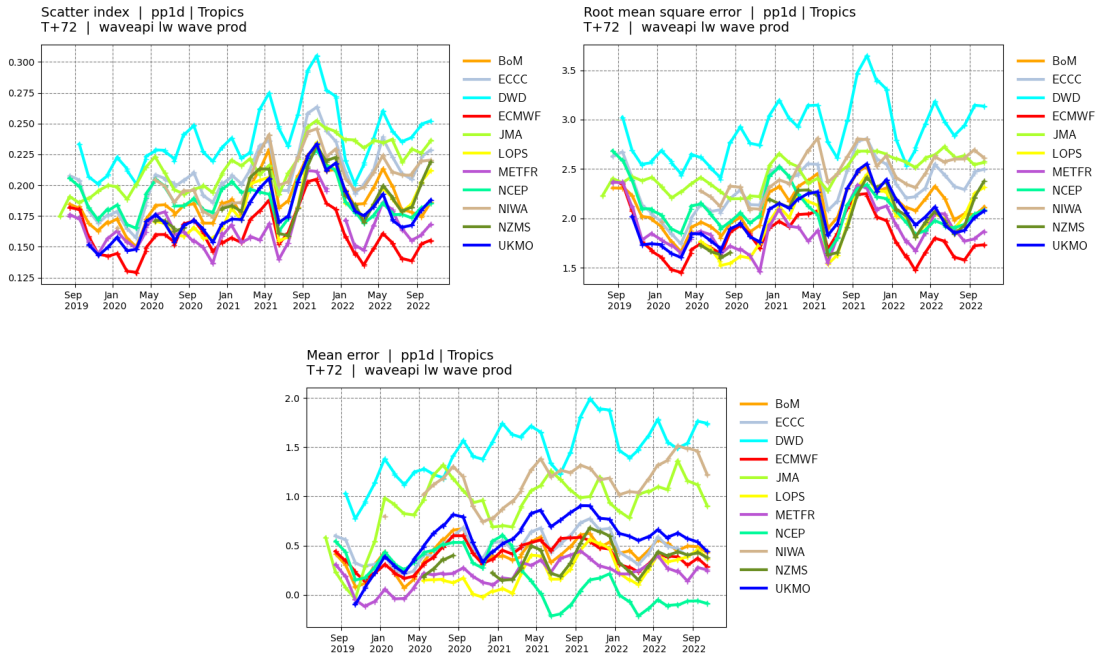 Scatter index | pp1d | Tropics
T+72 | waveapi lw wave prod
0.300
0.275
0.250
0.225
0.200
0.175
0.150
0.125
Sep Jan May Sep Jan May Sep Jan May Sep
2019 2020 2020 2020 2021 2021 2021 2022 2022 2022
BoM
ECCC
DWD
ECMWF
JMA
LOPS
METFR
NCEP
NIWA
NZMS
UKMO
Root mean square error | pp1d | Tropics
T+72 | waveapi lw wave prod
3.5
3.0
2.5
2.0
1.5
Sep Jan May Sep Jan May Sep Jan May Sep
2019 2020 2020 2020 2021 2021 2021 2022 2022 2022
BoM
ECCC
DWD
ECMWF
JMA
LOPS
METFR
NCEP
NIWA
NZMS
UKMO
Mean error | pp1d | Tropics
T+72 | waveapi lw wave prod
2.0
1.5
1.0
0.5
0.0
Sep Jan May Sep Jan May Sep Jan May Sep
2019 2020 2020 2020 2021 2021 2021 2022 2022 2022
BoM
ECCC
DWD
ECMWF
JMA
LOPS
METFR
NCEP
NIWA
NZMS
UKMO